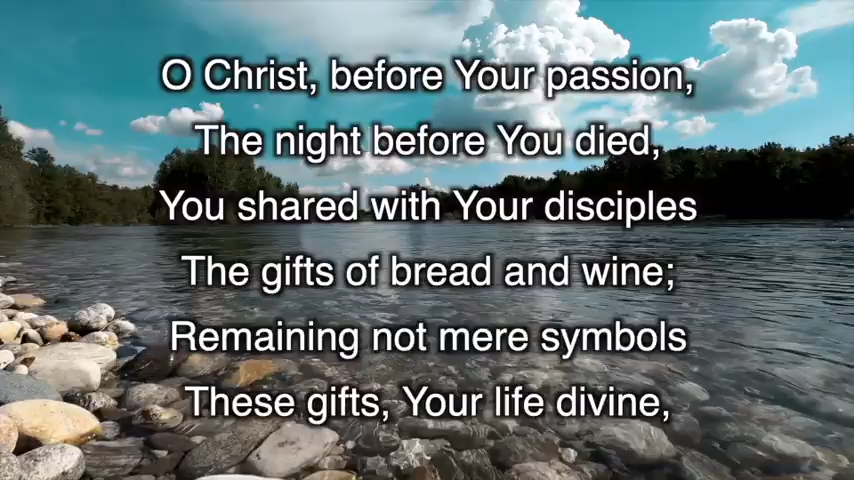 O Christ, before Your passion,
The night before You died,
You shared with Your disciples
The gifts of bread and wine;
Remaining not mere symbols
These gifts, Your life divine,